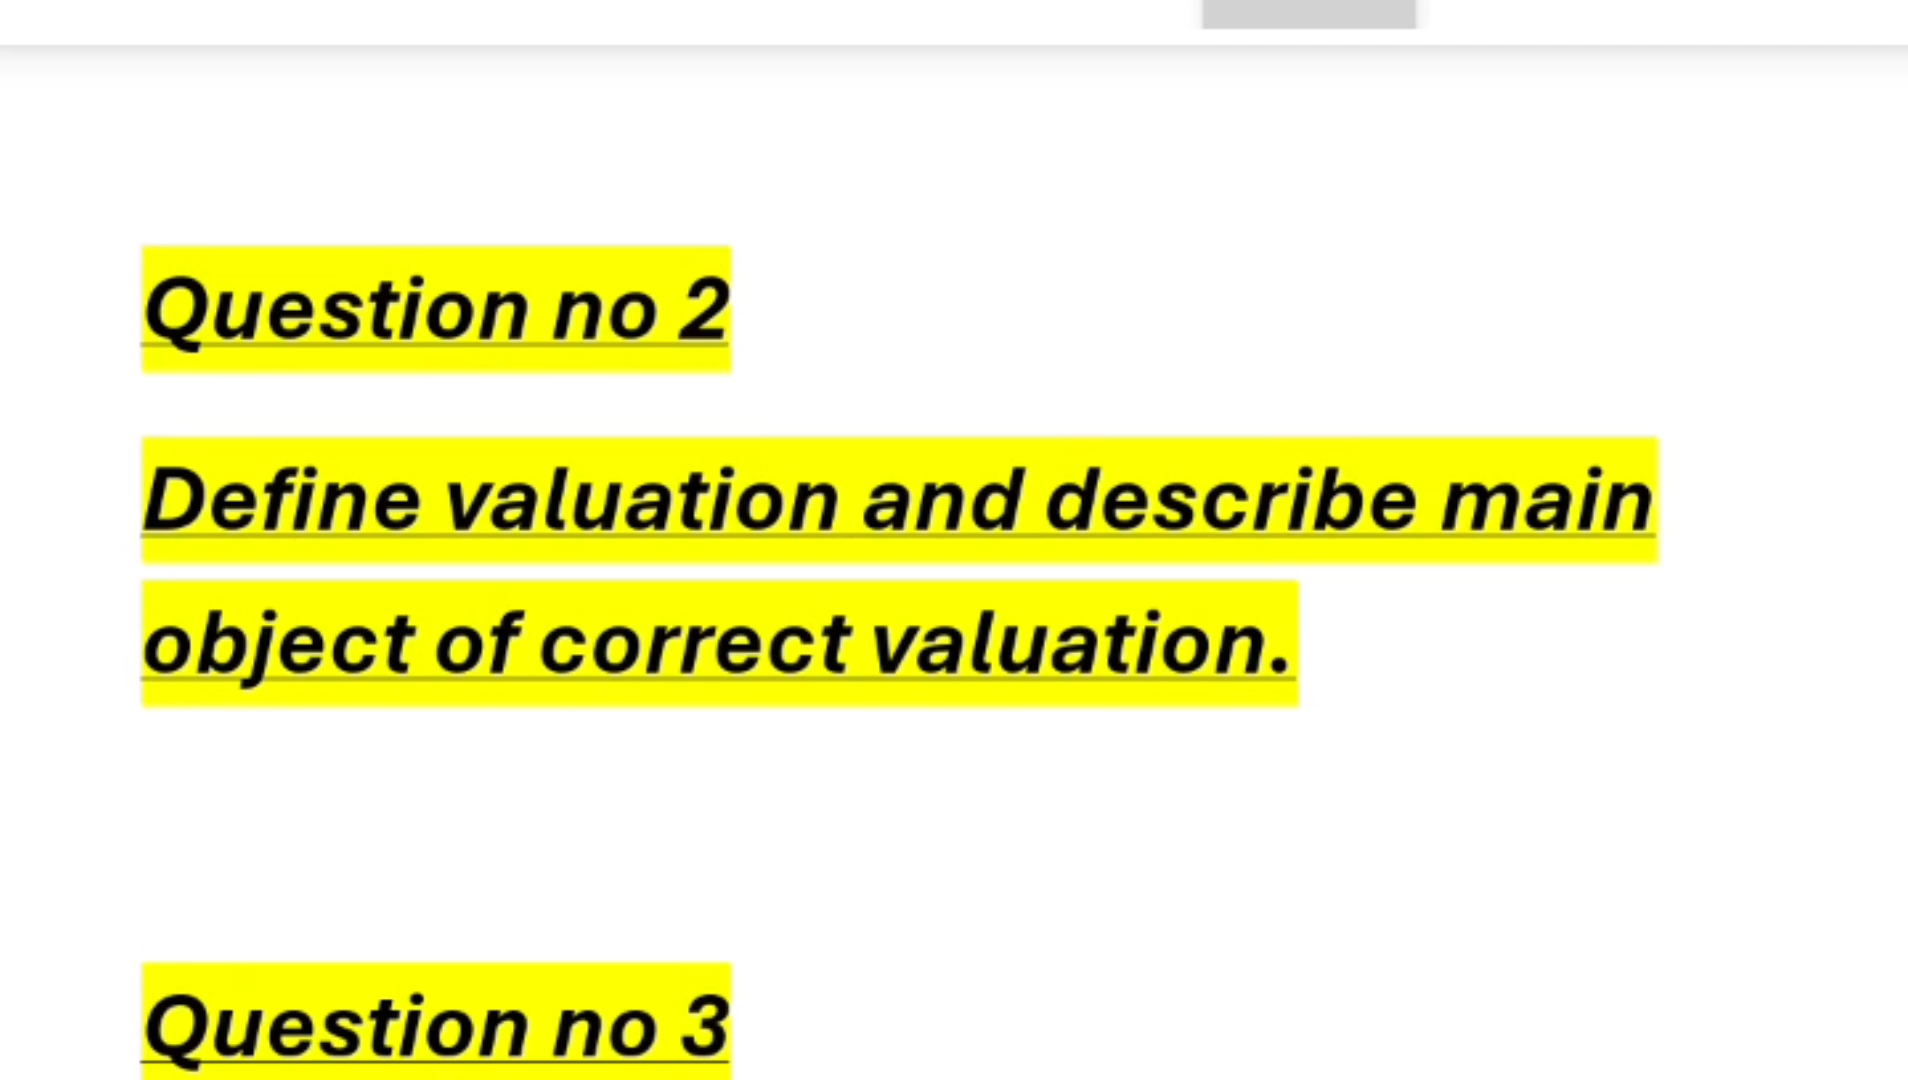 Question no 2
Define valuation and describe main
object of correct valuation.
Question no 3